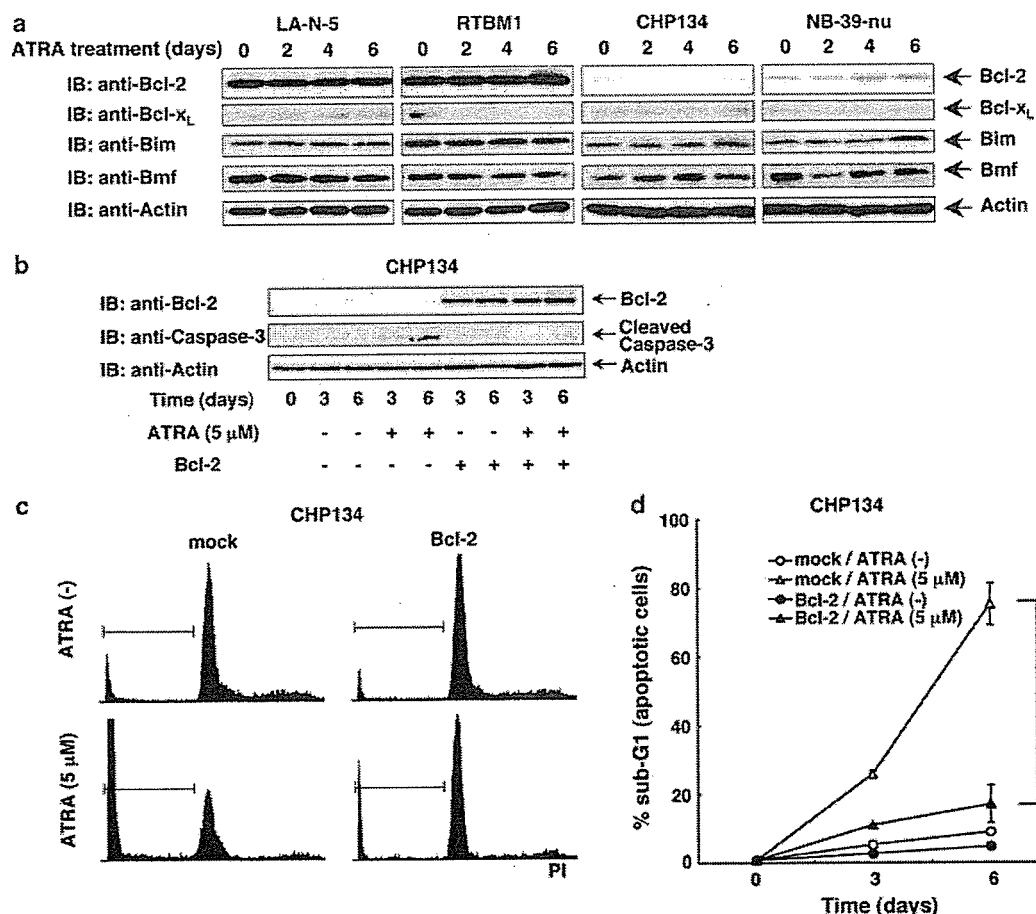 a
LA-N-5 RTBM1 CHP134 NB-39-nu
ATRA treatment (days) 0 2 4 6 0 2 4 6 0 2 4 6 0 2 4 6
IB: anti-Bcl-2 Bcl-2
IB: anti-Bcl-xL Bcl-xL
IB: anti-Bim Bim
IB: anti-Bmf Bmf
IB: anti-Actin Actin
b
CHP134
IB: anti-Bcl-2 Bcl-2
IB: anti-Caspase-3 Cleaved
Caspase-3
IB: anti-Actin Actin
Time (days) 0 3 6 3 6 3 6 3 6
ATRA (5 μM) - - + + - - + +
Bcl-2 - - - - + + + +
c
CHP134
mock Bcl-2
ATRA (-)
ATRA (5 μM)
PI
d
CHP134
% sub-G1 (apoptotic cells)
100
80
60
40
20
0
mock / ATRA (-)
mock / ATRA (5 μM)
Bcl-2 / ATRA (-)
Bcl-2 / ATRA (5 μM)
0 3 6
Time (days)